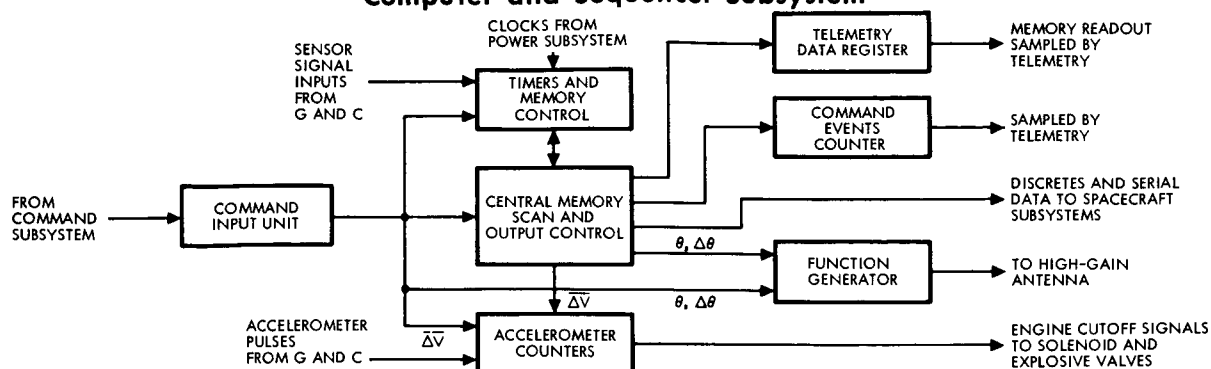 Computer and Sequencer Subsystem
CLOCKS FROM
POWER SUBSYSTEM
SENSOR
SIGNAL
INPUTS
FROM
G AND C
TIMERS AND
MEMORY
CONTROL
TELEMETRY
DATA REGISTER
MEMORY READOUT
SAMPLED BY
TELEMETRY
COMMAND
EVENTS
COUNTER
SAMPLED BY
TELEMETRY
FROM
COMMAND
SUBSYSTEM
COMMAND
INPUT UNIT
CENTRAL MEMORY
SCAN AND
OUTPUT CONTROL
DISCRETES AND SERIAL
DATA TO SPACECRAFT
SUBSYSTEMS
θ, Δθ
FUNCTION
GENERATOR
TO HIGH-GAIN
ANTENNA
θ, Δθ
Δ̅V̅
Δ̅V̅
ACCELEROMETER
PULSES
FROM G AND C
ACCELEROMETER
COUNTERS
ENGINE CUTOFF SIGNALS
TO SOLENOID AND
EXPLOSIVE VALVES